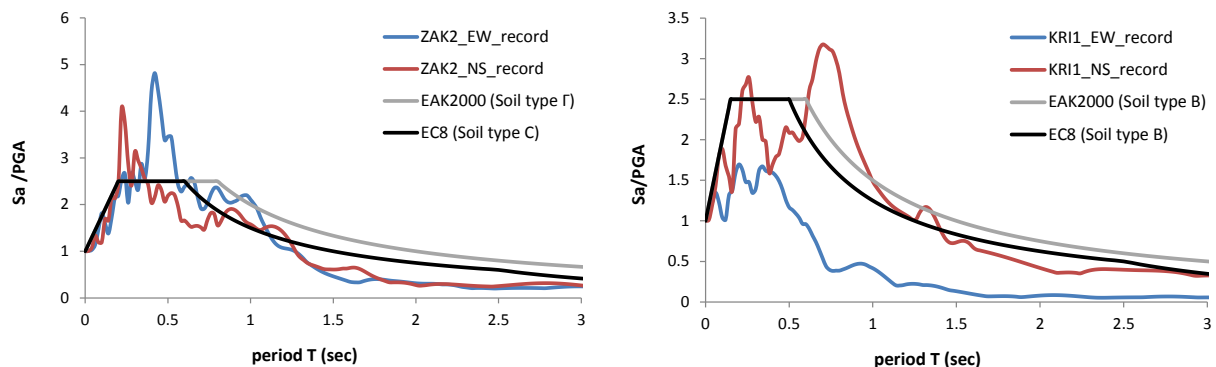 6
5
4
3
2
1
0
Sa /PGA
0 0.5 1 1.5 2 2.5 3
period T (sec)
ZAK2_EW_record
ZAK2_NS_record
EAK2000 (Soil type Γ)
EC8 (Soil type C)
3.5
3
2.5
2
1.5
1
0.5
0
Sa/PGA
0 0.5 1 1.5 2 2.5 3
period T (sec)
KRI1_EW_record
KRI1_NS_record
EAK2000 (Soil type B)
EC8 (Soil type B)